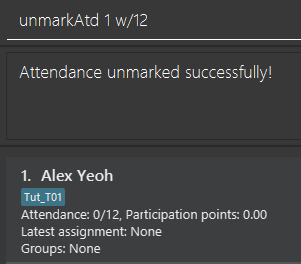 unmarkAtd 1 w/12
Attendance unmarked successfully!
1. Alex Yeoh
Tut_T01
Attendance: 0/12, Participation points: 0.00
Latest assignment: None
Groups: None